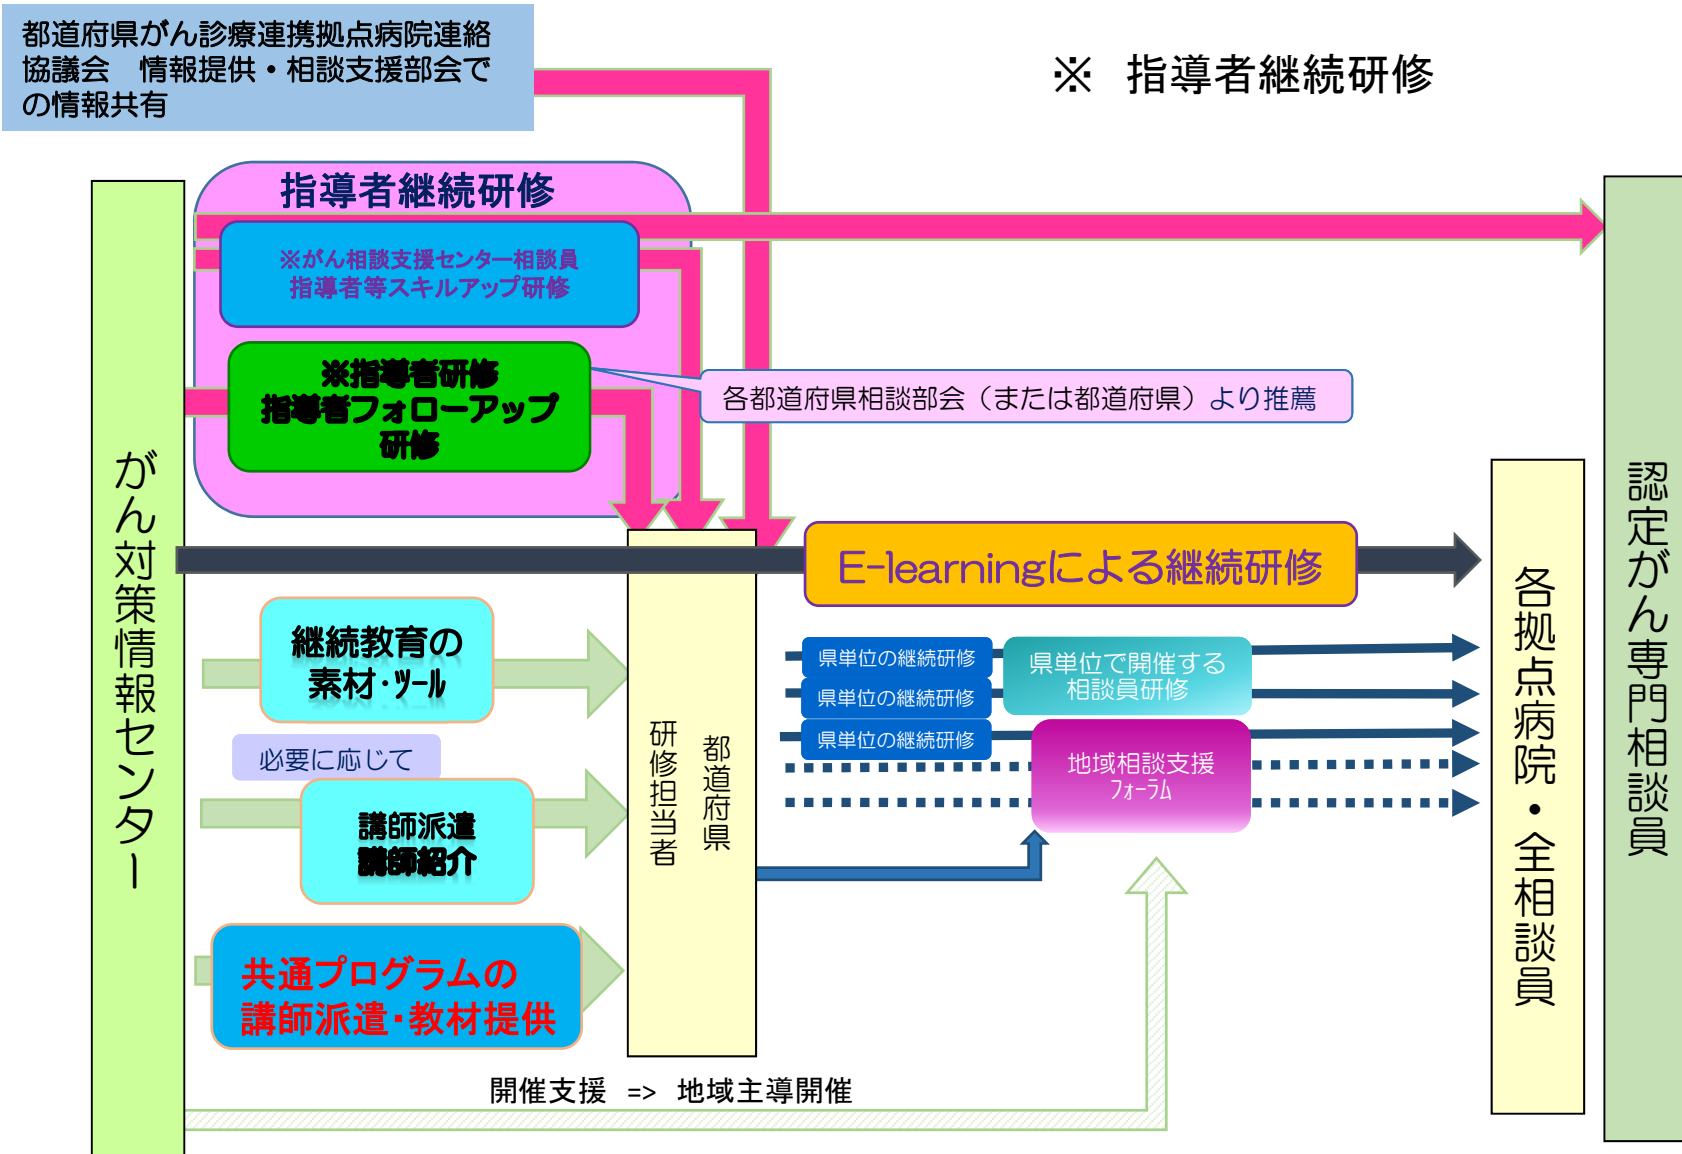 都道府県がん診療連携拠点病院連絡
協議会　情報提供・相談支援部会で
の情報共有
※　指導者継続研修
指導者継続研修
※がん相談支援センター相談員
指導者等スキルアップ研修
※指導者研修
指導者フォローアップ
研修
各都道府県相談部会（または都道府県）より推薦
がん対策情報センター
E-learningによる継続研修
継続教育の
素材・ツール
必要に応じて
講師派遣
講師紹介
共通プログラムの
講師派遣・教材提供
都道府県
研修担当者
県単位の継続研修
県単位の継続研修
県単位の継続研修
県単位で開催する
相談員研修
地域相談支援
フォーラム
開催支援 => 地域主導開催
各拠点病院・全相談員
認定がん専門相談員